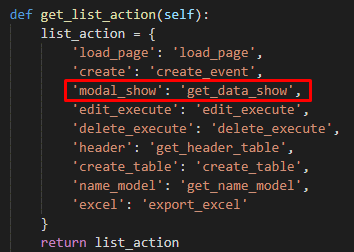 def get_list_action(self):
    list_action = {
        'load_page': 'load_page',
        'create': 'create_event',
        'modal_show': 'get_data_show',
        'edit_execute': 'edit_execute',
        'delete_execute': 'delete_execute',
        'header': 'get_header_table',
        'create_table': 'create_table',
        'name_model': 'get_name_model',
        'excel': 'export_excel'
    }
    return list_action